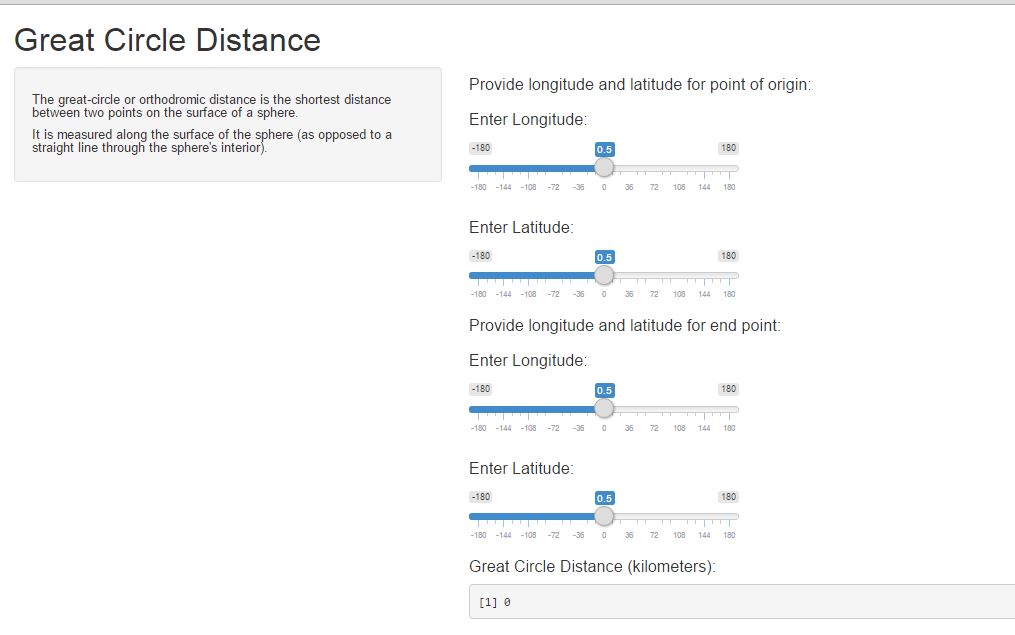 Great Circle Distance
The great-circle or orthodromic distance is the shortest distance
between two points on the surface of a sphere.
It is measured along the surface of the sphere (as opposed to a
straight line through the sphere's interior).
Provide longitude and latitude for point of origin:
Enter Longitude:
-180 0.5 180
-180 -144 -108 -72 -36 0 36 72 108 144 180
Enter Latitude:
-180 0.5 180
-180 -144 -108 -72 -36 0 36 72 108 144 180
Provide longitude and latitude for end point:
Enter Longitude:
-180 0.5 180
-180 -144 -108 -72 -36 0 36 72 108 144 180
Enter Latitude:
-180 0.5 180
-180 -144 -108 -72 -36 0 36 72 108 144 180
Great Circle Distance (kilometers):
[1] 0